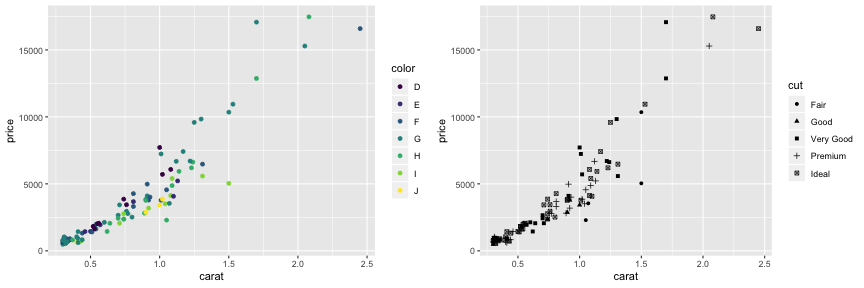 15000
10000
5000
0
price
0.5 1.0 1.5 2.0 2.5
carat
color
D
E
F
G
H
I
J
15000
10000
5000
0
price
0.5 1.0 1.5 2.0 2.5
carat
cut
Fair
Good
Very Good
Premium
Ideal